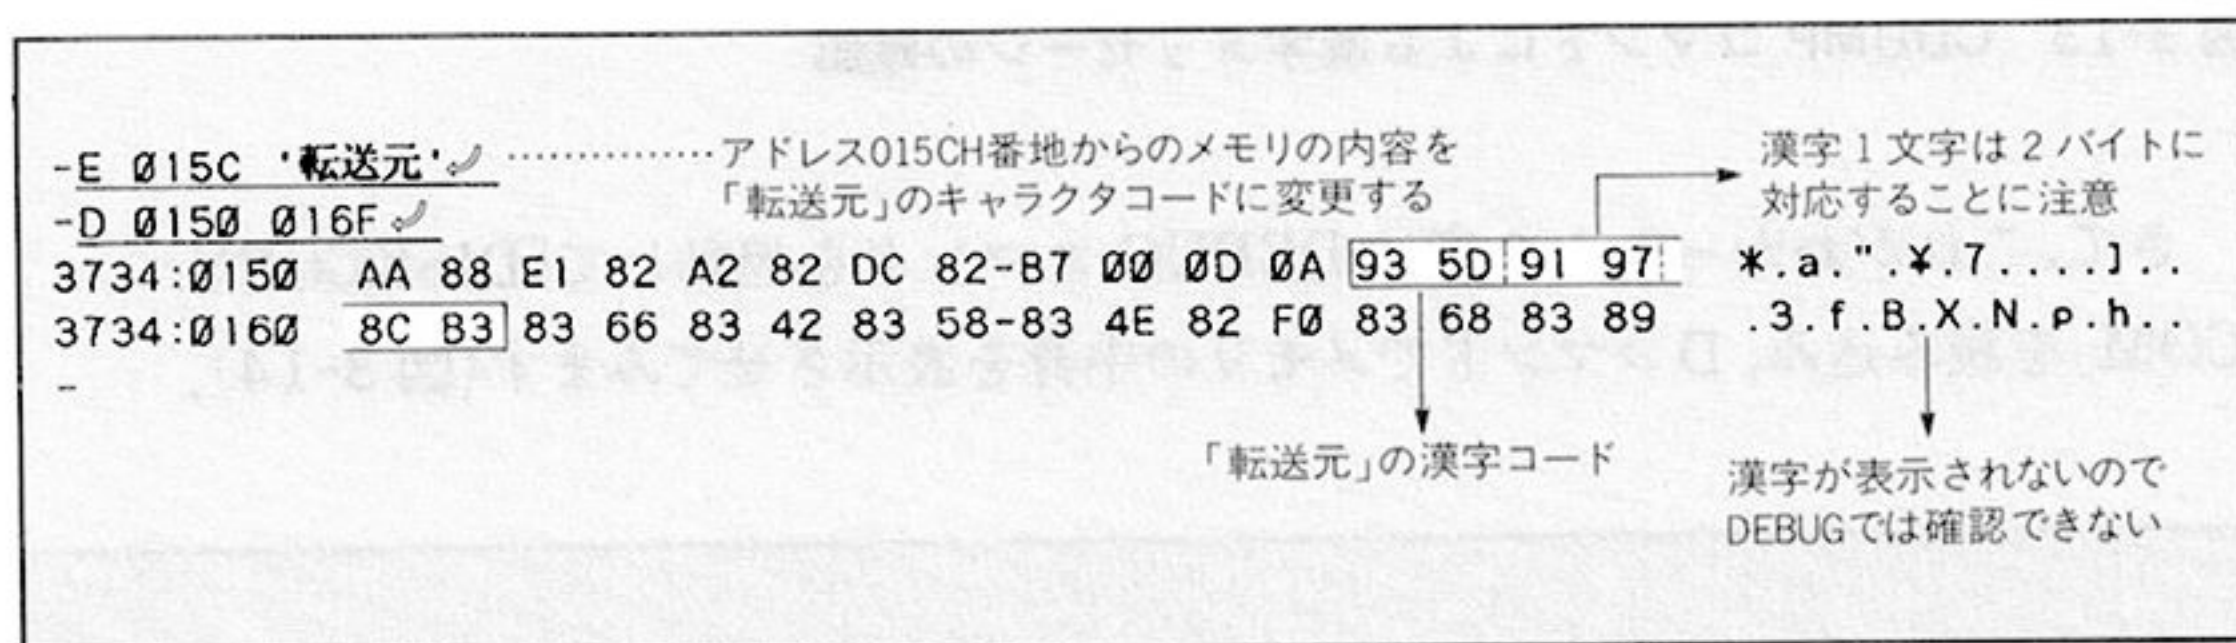 -E Ø15C '転送元' ……………アドレス015CH番地からのメモリの内容を
「転送元」のキャラクタコードに変更する
漢字1文字は2バイトに
対応することに注意
-D Ø15Ø Ø16F
3734:Ø15Ø AA 88 E1 82 A2 82 DC 82-B7 ØØ ØD ØA 93 5D 91 97 *.a.".¥.7....]..
3734:Ø16Ø 8C B3 83 66 83 42 83 58-83 4E 82 FØ 83 68 83 89 .3.f.B.X.N.p.h..
-
「転送元」の漢字コード
漢字が表示されないので
DEBUGでは確認できない